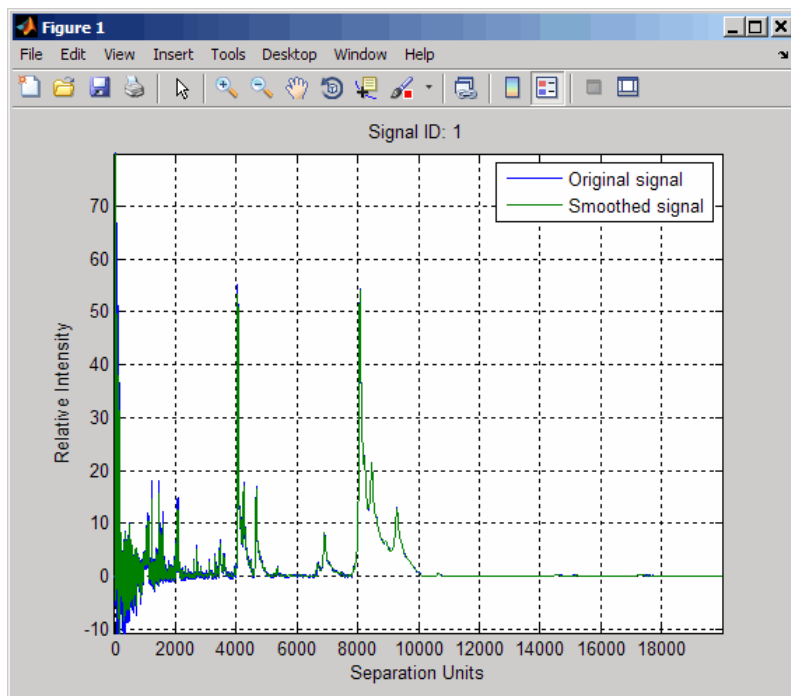 Figure 1
File Edit View Insert Tools Desktop Window Help
Signal ID: 1
Original signal
Smoothed signal
70
60
50
40
30
20
10
0
-10
Relative Intensity
0 2000 4000 6000 8000 10000 12000 14000 16000 18000
Separation Units